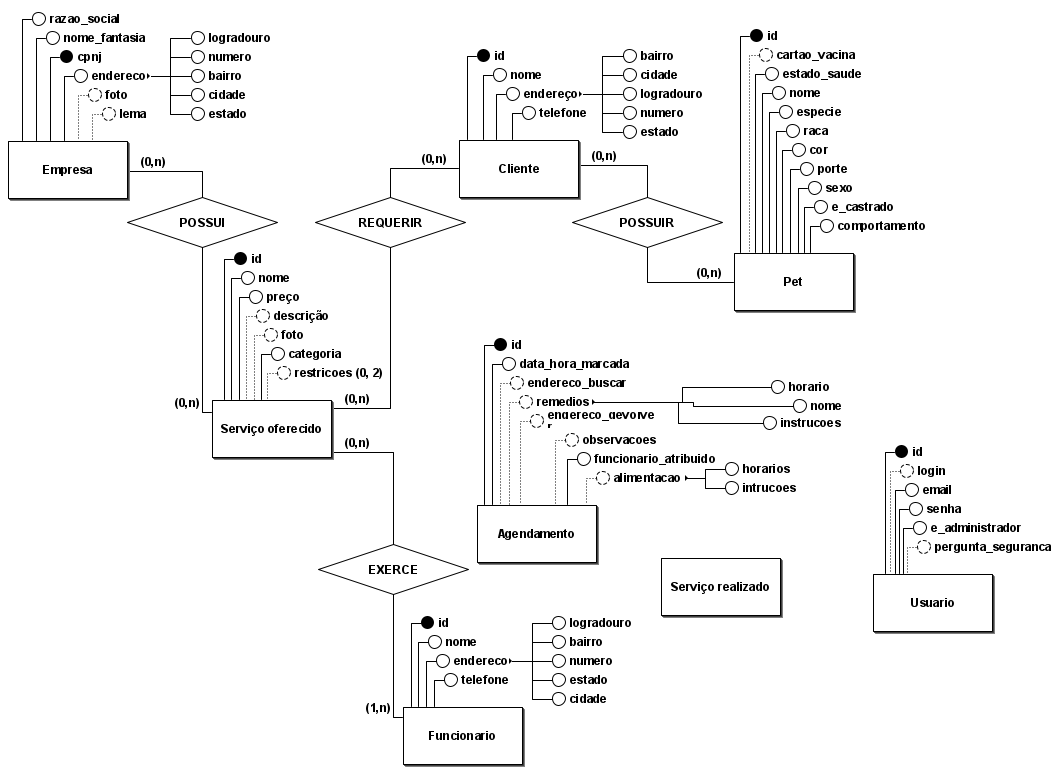 razao_social
nome_fantasia
cpnj
endereco
foto
lema
logradouro
numero
bairro
cidade
estado
Empresa
(0,n)
POSSUI
(0,n)
id
nome
endereço
telefone
bairro
cidade
logradouro
numero
estado
(0,n)
Cliente
(0,n)
REQUERIR
POSSUIR
id
cartao_vacina
estado_saude
nome
especie
raca
cor
porte
sexo
e_castrado
comportamento
(0,n)
Pet
id
nome
preço
descrição
foto
categoria
restricoes (0, 2)
Serviço oferecido
(0,n)
(0,n)
EXERCE
(1,n)
id
data_hora_marcada
endereco_buscar
remedios
endereco_devolve
r
observacoes
funcionario_atribuido
alimentacao
horario
nome
instrucoes
horarios
intrucoes
Agendamento
Serviço realizado
id
login
email
senha
e_administrador
pergunta_seguranca
Usuario
id
nome
endereco
telefone
logradouro
bairro
numero
estado
cidade
Funcionario